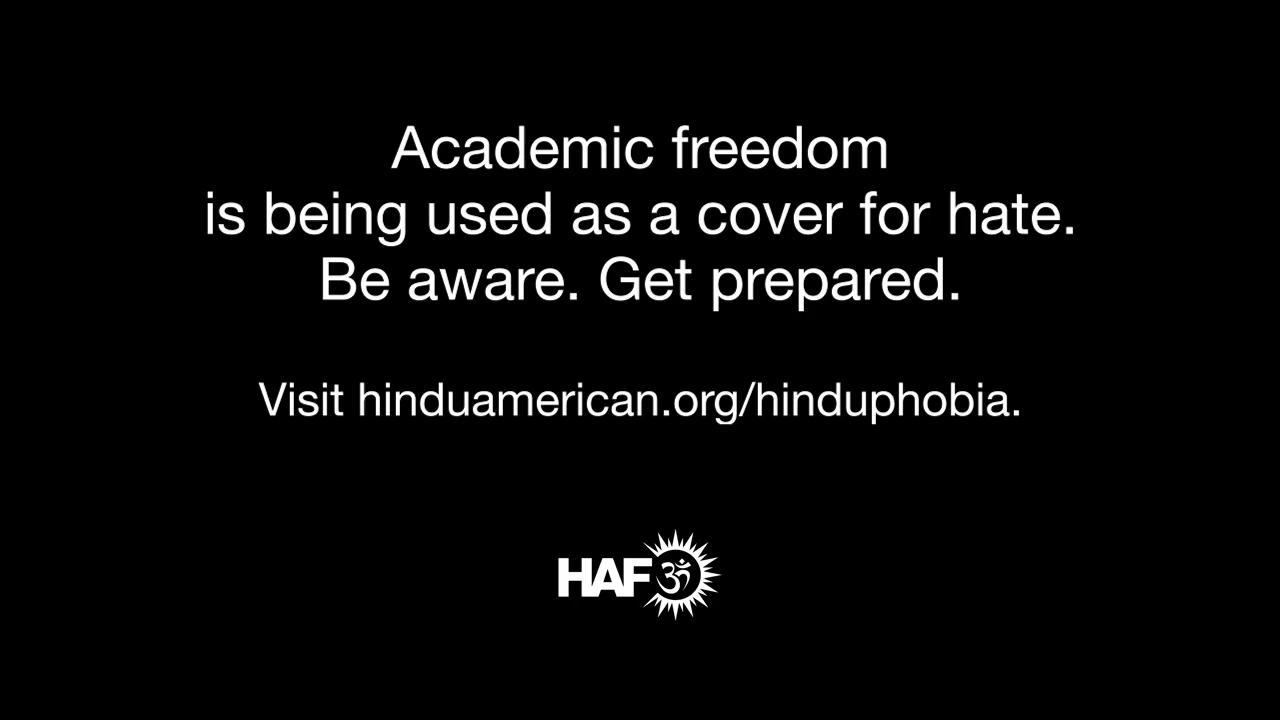 Academic freedom
is being used as a cover for hate.
Be aware. Get prepared.
Visit hinduamerican.org/hinduphobia.
HAF ॐ